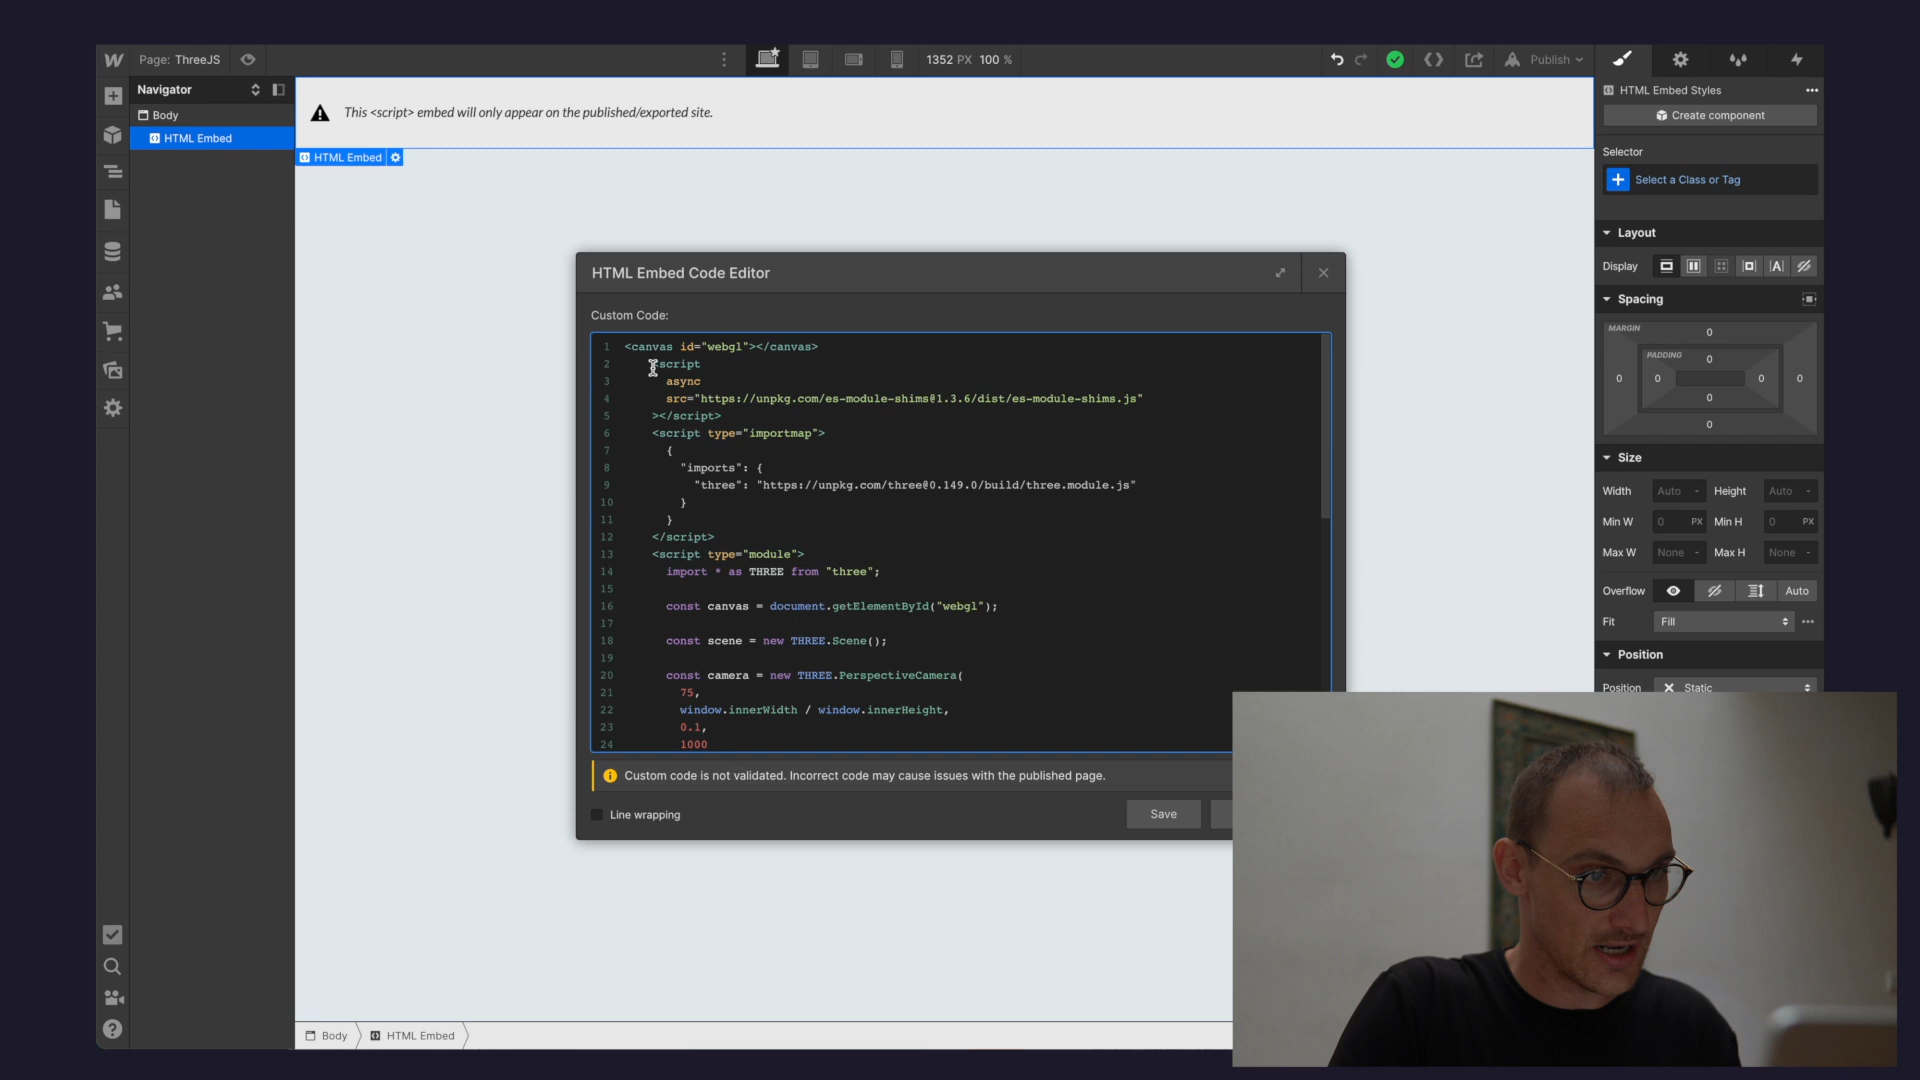 Page: ThreeJS
1352 PX 100 %
Publish
Navigator
Body
HTML Embed
This <script> embed will only appear on the published/exported site.
HTML Embed
HTML Embed Code Editor
Custom Code:
1 <canvas id="webgl"></canvas>
2 <script
3 async
4 src="https://unpkg.com/es-module-shims@1.3.6/dist/es-module-shims.js"
5 ></script>
6 <script type="importmap">
7 {
8 "imports": {
9 "three": "https://unpkg.com/three@0.149.0/build/three.module.js"
10 }
11 }
12 </script>
13 <script type="module">
14 import * as THREE from "three";
15
16 const canvas = document.getElementById("webgl");
17
18 const scene = new THREE.Scene();
19
20 const camera = new THREE.PerspectiveCamera(
21 75,
22 window.innerWidth / window.innerHeight,
23 0.1,
24 1000
Custom code is not validated. Incorrect code may cause issues with the published page.
Line wrapping
Save
Body
HTML Embed
HTML Embed Styles
Create component
Selector
Select a Class or Tag
Layout
Display
Spacing
MARGIN
0
PADDING
0
0 0 0 0
0
0
Size
Width Auto - Height Auto -
Min W 0 PX Min H 0 PX
Max W None - Max H None -
Overflow Auto
Fit Fill
Position
Position Static